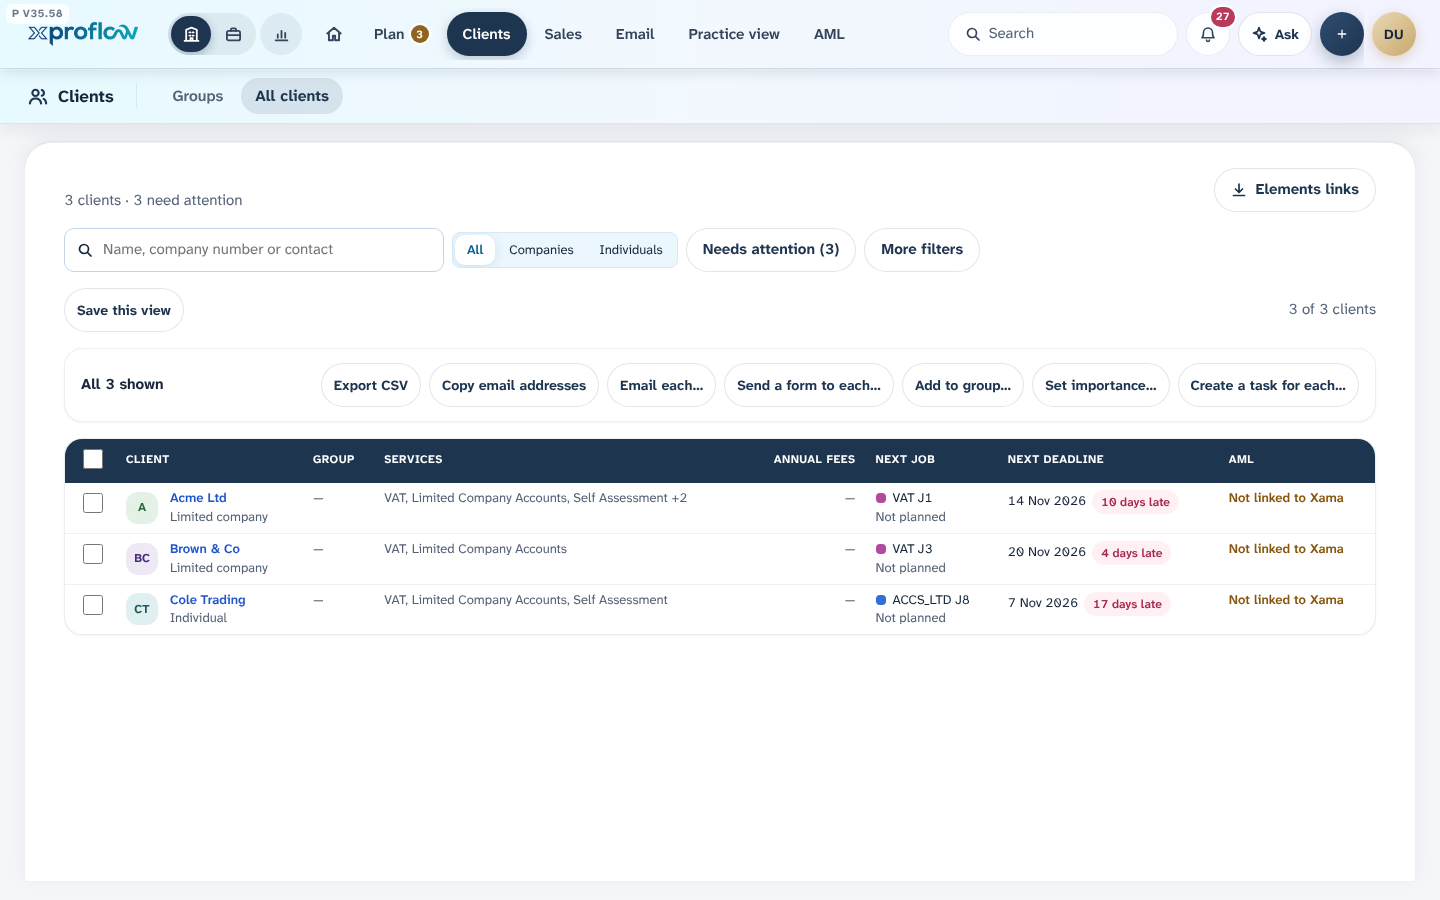 P V35.58
xproflow
Plan 3
Clients
Sales
Email
Practice view
AML
Search
27
Ask
+
DU
Clients
Groups
All clients
3 clients · 3 need attention
Elements links
Name, company number or contact
All
Companies
Individuals
Needs attention (3)
More filters
Save this view
3 of 3 clients
All 3 shown
Export CSV
Copy email addresses
Email each...
Send a form to each...
Add to group...
Set importance...
Create a task for each...
CLIENT GROUP SERVICES ANNUAL FEES NEXT JOB NEXT DEADLINE AML
A Acme Ltd — VAT, Limited Company Accounts, Self Assessment +2 — VAT J1 14 Nov 2026 10 days late Not linked to Xama
Limited company Not planned
BC Brown & Co — VAT, Limited Company Accounts — VAT J3 20 Nov 2026 4 days late Not linked to Xama
Limited company Not planned
CT Cole Trading — VAT, Limited Company Accounts, Self Assessment — ACCS_LTD J8 7 Nov 2026 17 days late Not linked to Xama
Individual Not planned